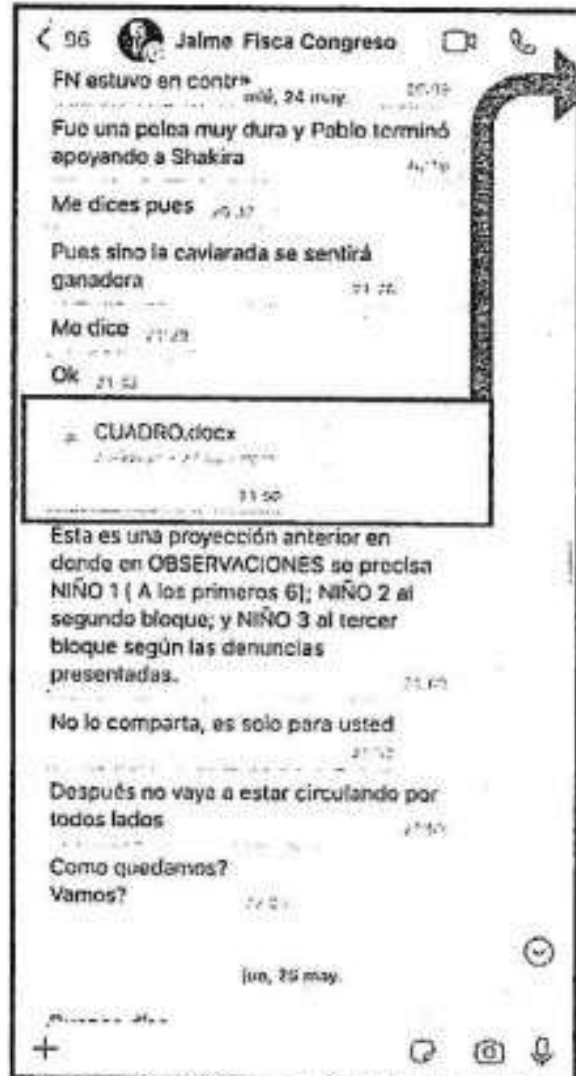 96 Jaime Fisca Congreso
FN estuvo en contra
mié, 24 may.
Fue una pelea muy dura y Pablo terminó
apoyando a Shakira
Me dices pues
Pues sino la caviarada se sentirá
ganadora
Me dice
Ok
CUADRO.docx
Esta es una proyección anterior en
donde en OBSERVACIONES se precisa
NIÑO 1 ( A los primeros 6); NIÑO 2 al
segundo bloque; y NIÑO 3 al tercer
bloque según las denuncias
presentadas.
No lo comparta, es solo para usted
Después no vaya a estar circulando por
todos lados
Como quedamos?
Vamos?
jue, 25 may.